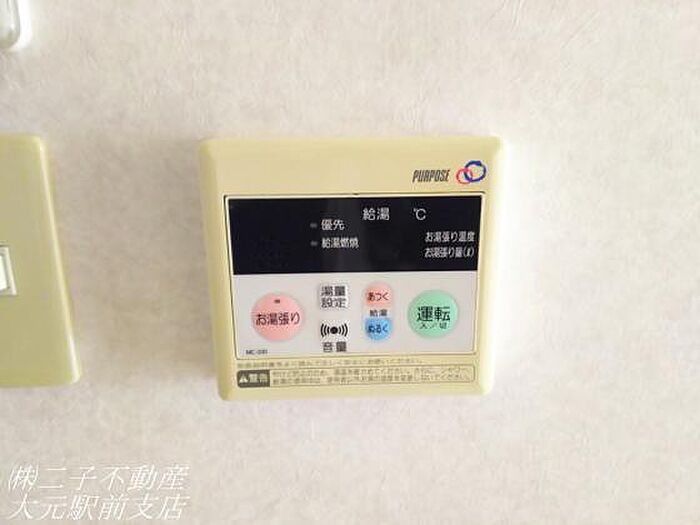 PURPOSE
給湯 ℃
優先
給湯燃焼
お湯張り温度
お湯張り量(ℓ)
お湯張り
湯量
設定
音量
あつく
給湯
ぬるく
運転
入/切
警告
㈱二子不動産
大元駅前支店